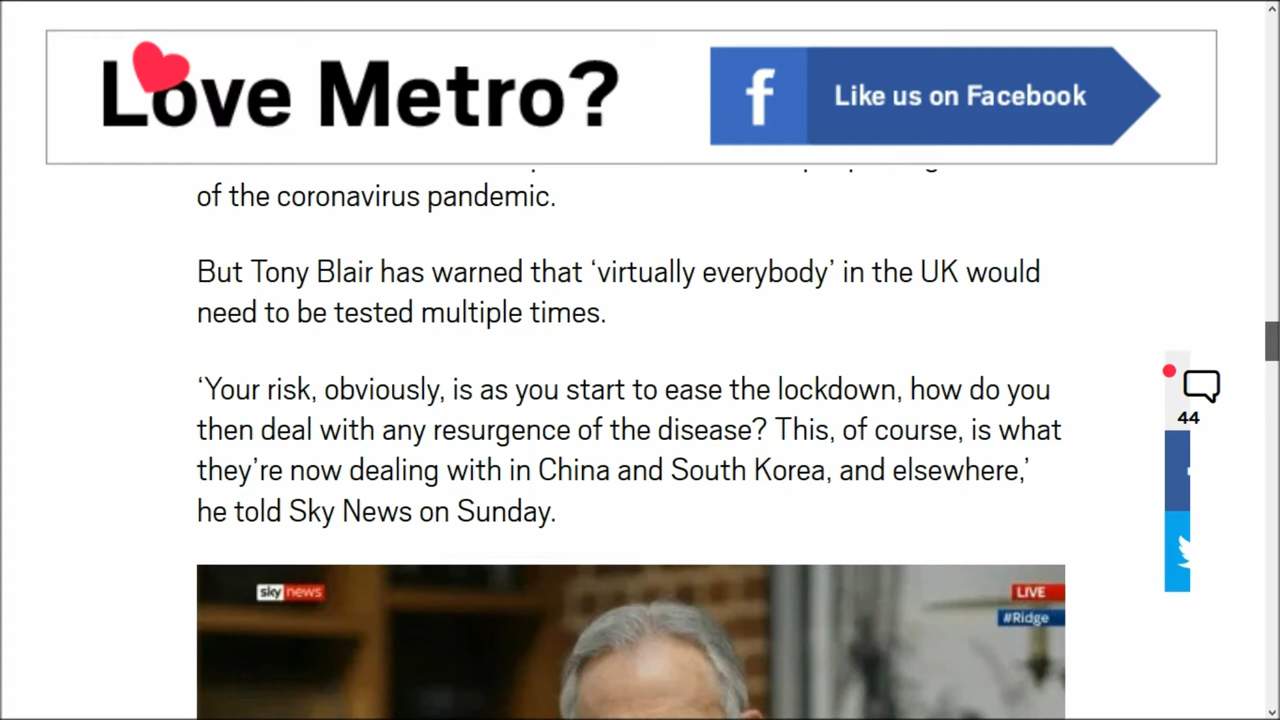 Love Metro?
f Like us on Facebook
of the coronavirus pandemic.
But Tony Blair has warned that ‘virtually everybody’ in the UK would
need to be tested multiple times.
‘Your risk, obviously, is as you start to ease the lockdown, how do you
then deal with any resurgence of the disease? This, of course, is what
they’re now dealing with in China and South Korea, and elsewhere,’
he told Sky News on Sunday.
44
sky news
LIVE
#Ridge